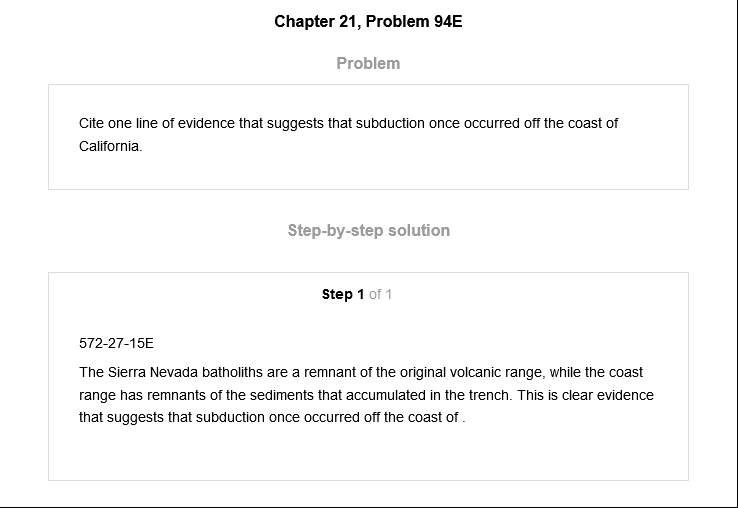 Chapter 21, Problem 94E
Problem
Cite one line of evidence that suggests that subduction once occurred off the coast of
California.
Step-by-step solution
Step 1 of 1
572-27-15E
The Sierra Nevada batholiths are a remnant of the original volcanic range, while the coast
range has remnants of the sediments that accumulated in the trench. This is clear evidence
that suggests that subduction once occurred off the coast of .